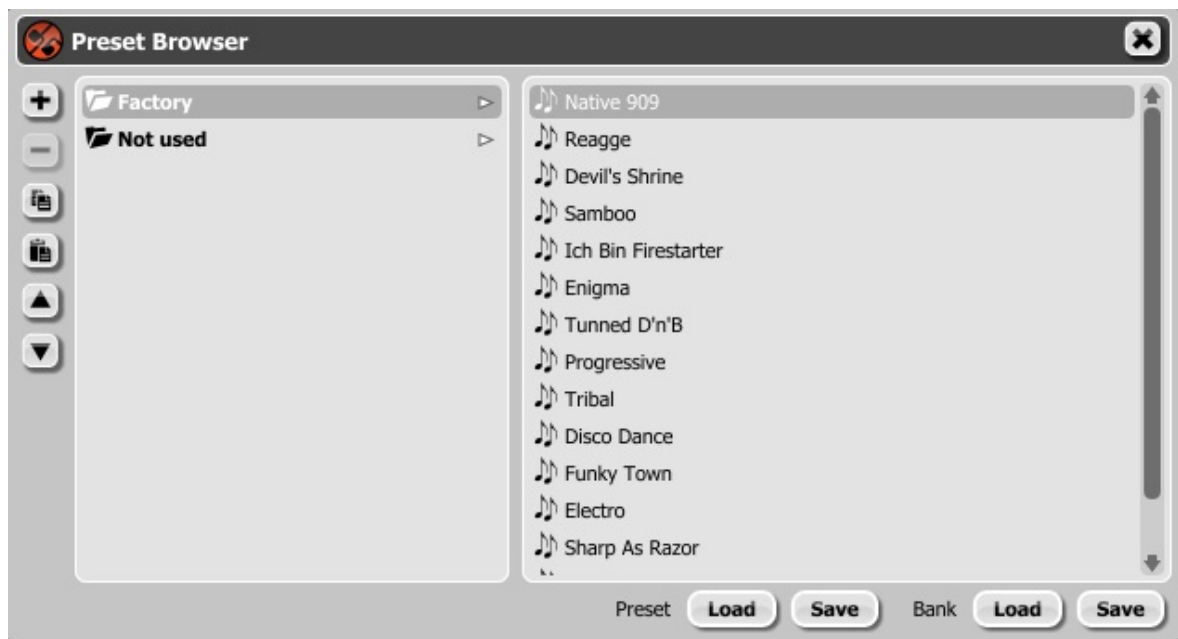 Preset Browser
Factory
Not used
Native 909
Reagge
Devil's Shrine
Samboo
Ich Bin Firestarter
Enigma
Tunned D'n'B
Progressive
Tribal
Disco Dance
Funky Town
Electro
Sharp As Razor
Preset Load Save Bank Load Save